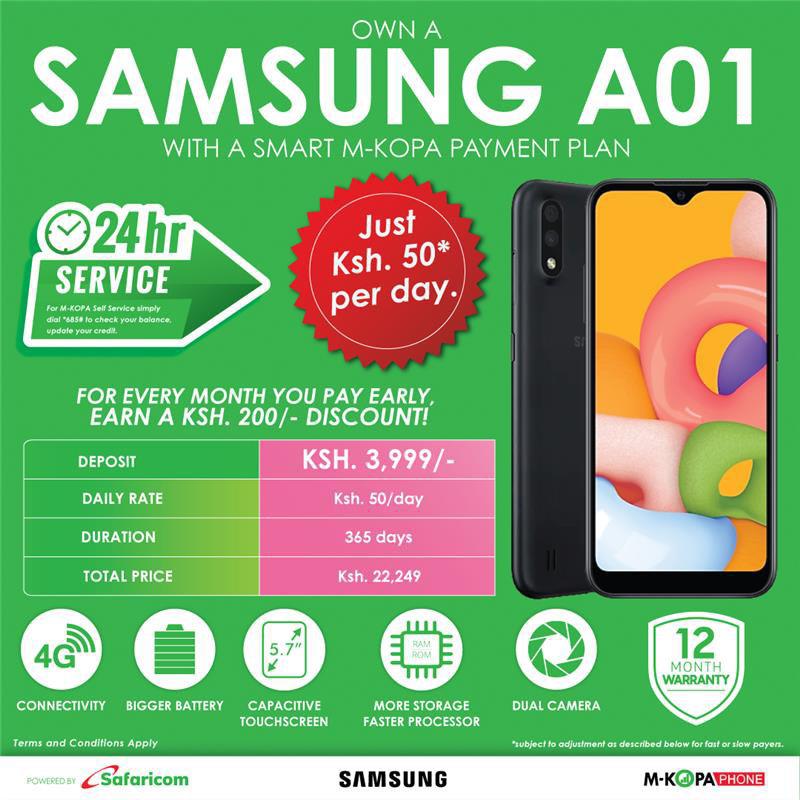 OWN A
SAMSUNG A01
WITH A SMART M-KOPA PAYMENT PLAN
24hr
SERVICE
For M-KOPA Self Service simply
dial *685# to check your balance,
update your credit.
Just
Ksh. 50*
per day.
SA
FOR EVERY MONTH YOU PAY EARLY,
EARN A KSH. 200/- DISCOUNT!
DEPOSIT KSH. 3,999/-
DAILY RATE Ksh. 50/day
DURATION 365 days
TOTAL PRICE Ksh. 22,249
4G
CONNECTIVITY
BIGGER BATTERY
5.7"
CAPACITIVE
TOUCHSCREEN
RAM
ROM
MORE STORAGE
FASTER PROCESSOR
DUAL CAMERA
12
MONTH
WARRANTY
Terms and Conditions Apply
*subject to adjustment as described below for fast or slow payers.
POWERED BY Safaricom
SAMSUNG
M-KOPA PHONE